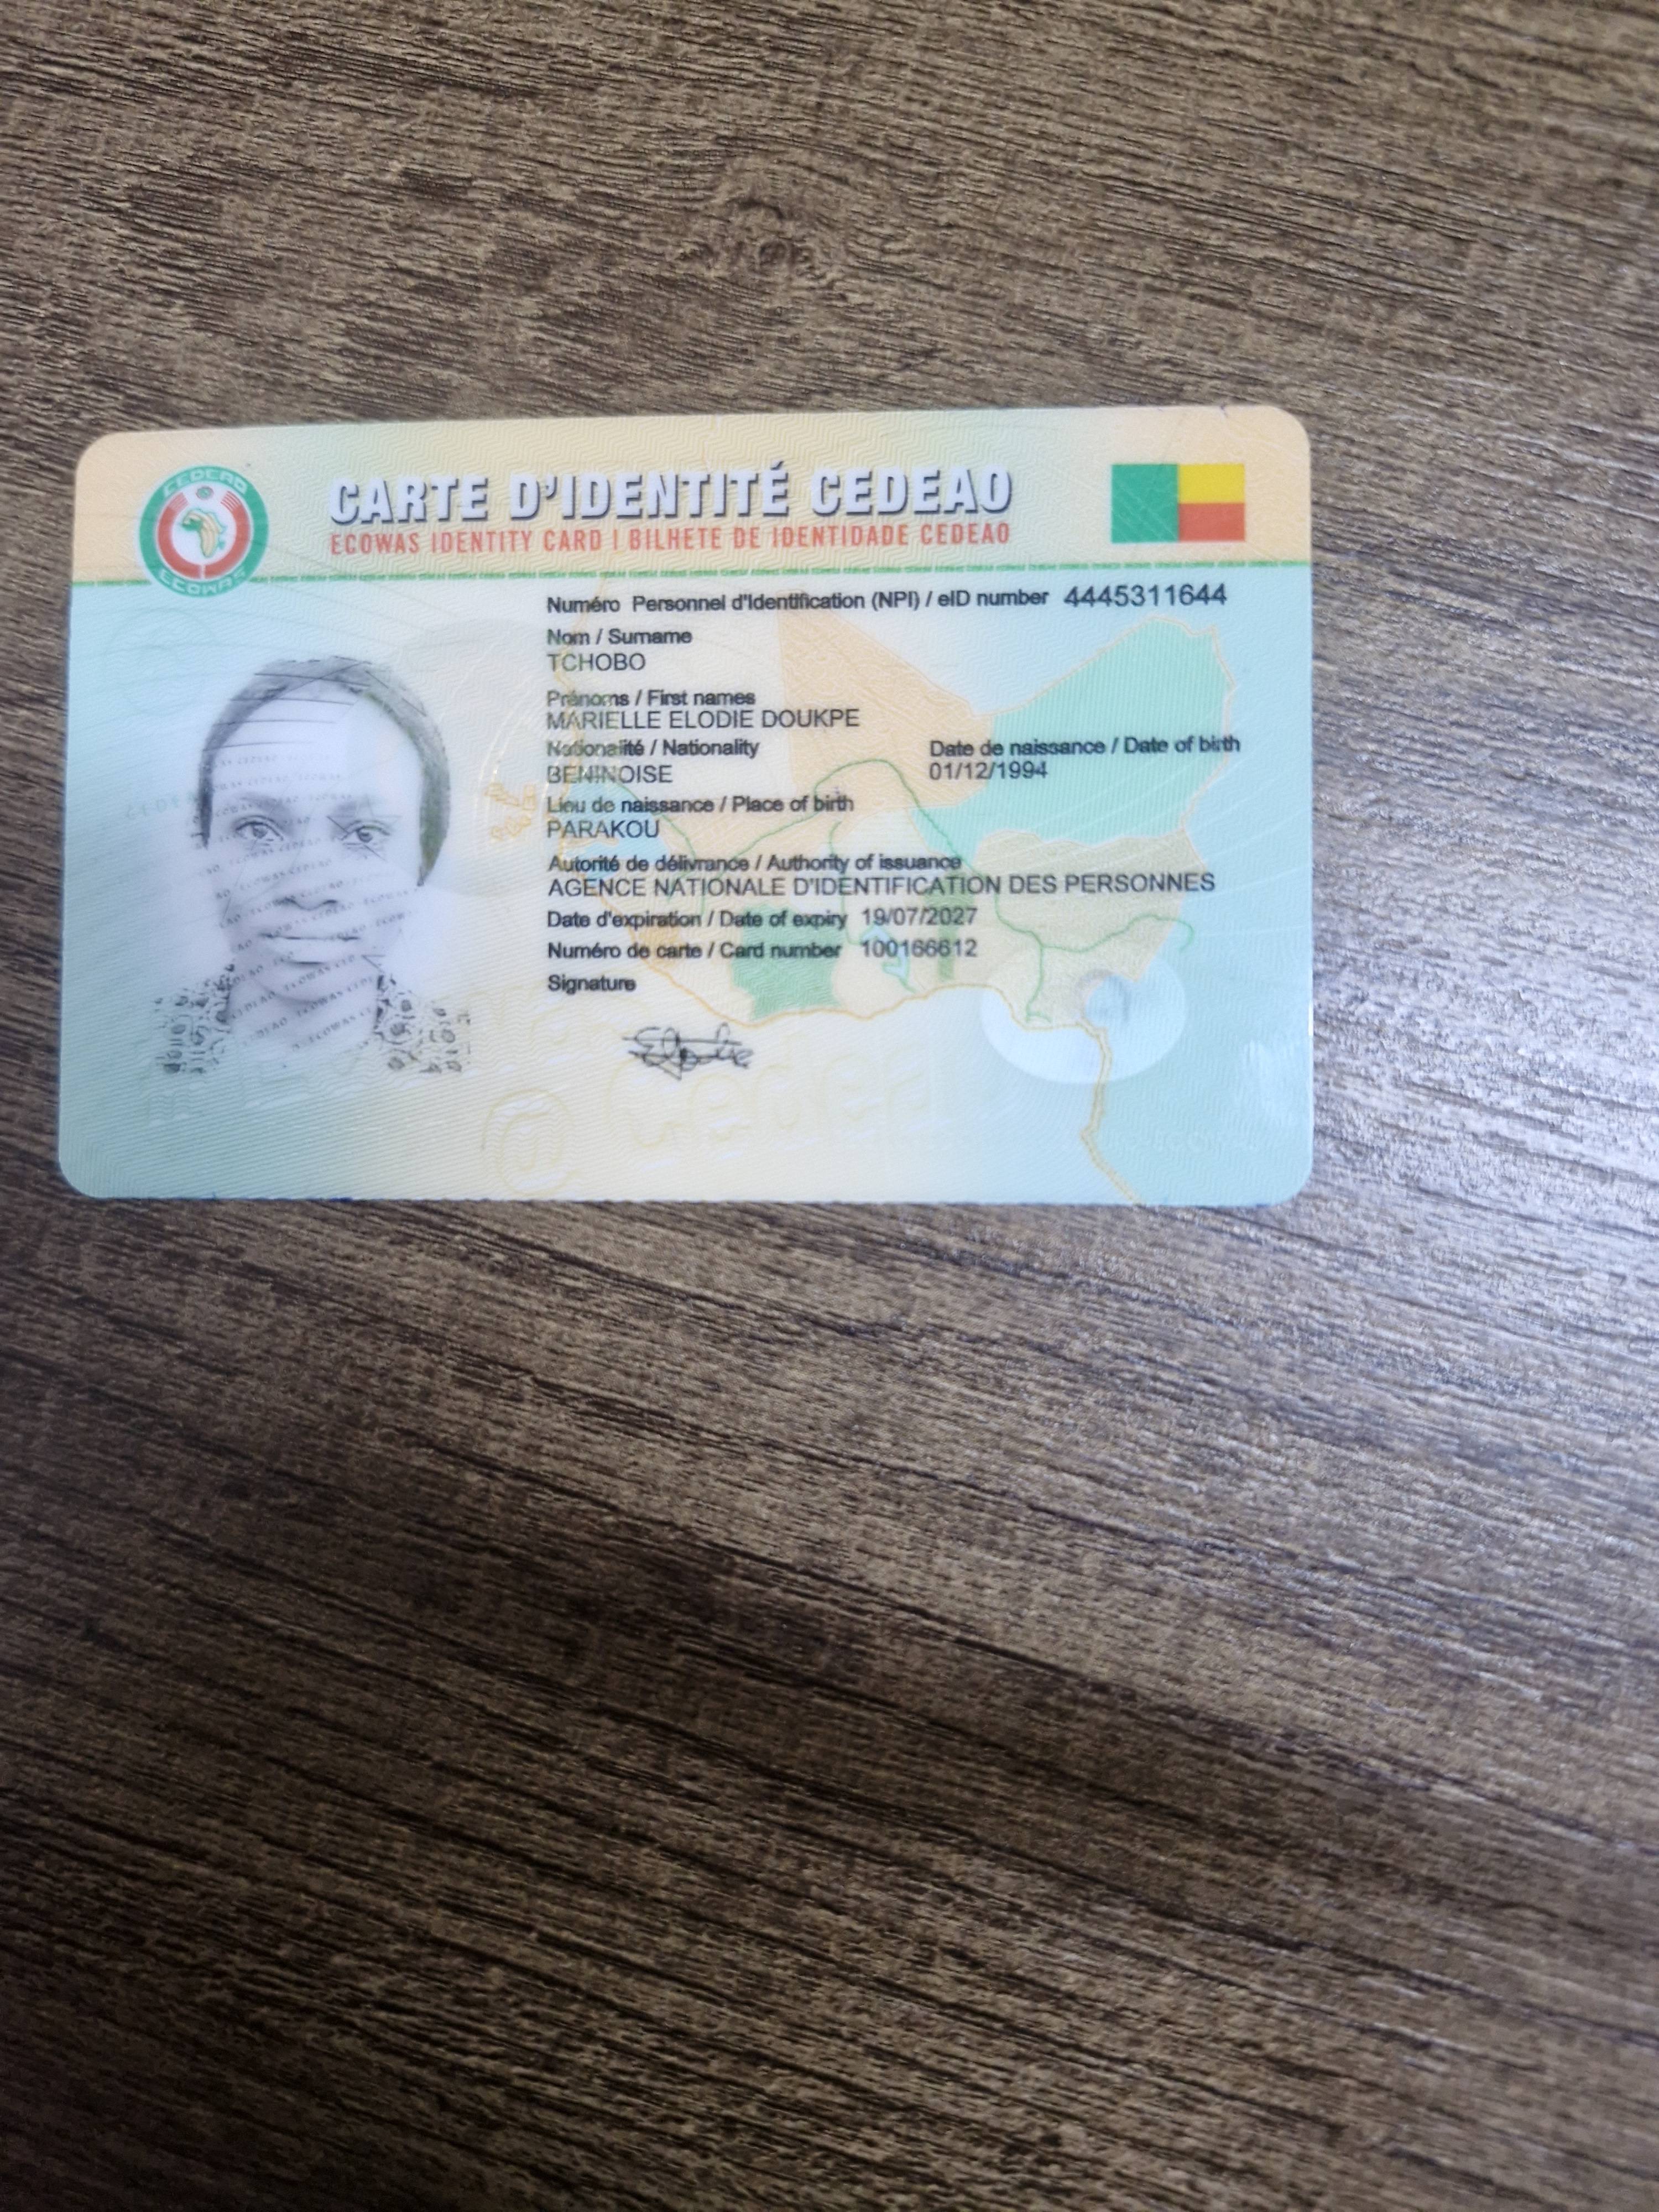 CEDEAO
ECOWAS
CARTE D'IDENTITÉ CEDEAO
ECOWAS IDENTITY CARD | BILHETE DE IDENTIDADE CEDEAO
Numéro Personnel d'Identification (NPI) / eID number 4445311644
Nom / Surname
TCHOBO
Prénoms / First names
MARIELLE ELODIE DOUKPE
Nationalité / Nationality
BENINOISE
Date de naissance / Date of birth
01/12/1994
Lieu de naissance / Place of birth
PARAKOU
Autorité de délivrance / Authority of issuance
AGENCE NATIONALE D'IDENTIFICATION DES PERSONNES
Date d'expiration / Date of expiry 19/07/2027
Numéro de carte / Card number 100166612
Signature
Elodie
@ cedea